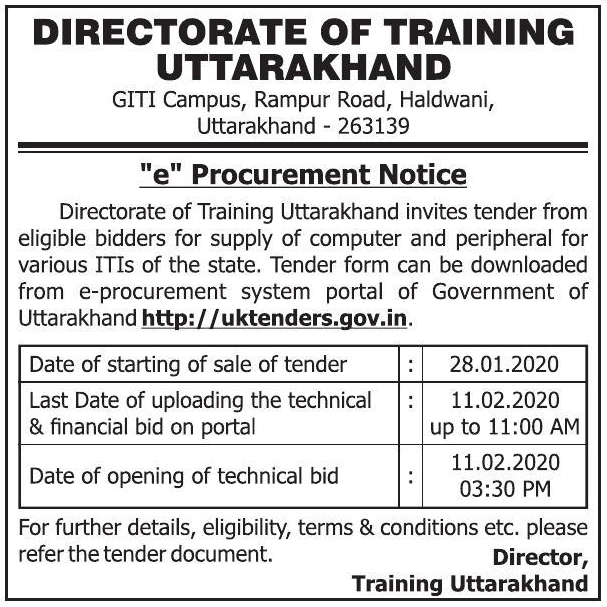 DIRECTORATE OF TRAINING
UTTARAKHAND
GITI Campus, Rampur Road, Haldwani,
Uttarakhand - 263139
"e" Procurement Notice
Directorate of Training Uttarakhand invites tender from
eligible bidders for supply of computer and peripheral for
various ITIs of the state. Tender form can be downloaded
from e-procurement system portal of Government of
Uttarakhand http://uktenders.gov.in.
Date of starting of sale of tender : 28.01.2020
Last Date of uploading the technical : 11.02.2020
& financial bid on portal up to 11:00 AM
Date of opening of technical bid : 11.02.2020
03:30 PM
For further details, eligibility, terms & conditions etc. please
refer the tender document.
Director,
Training Uttarakhand